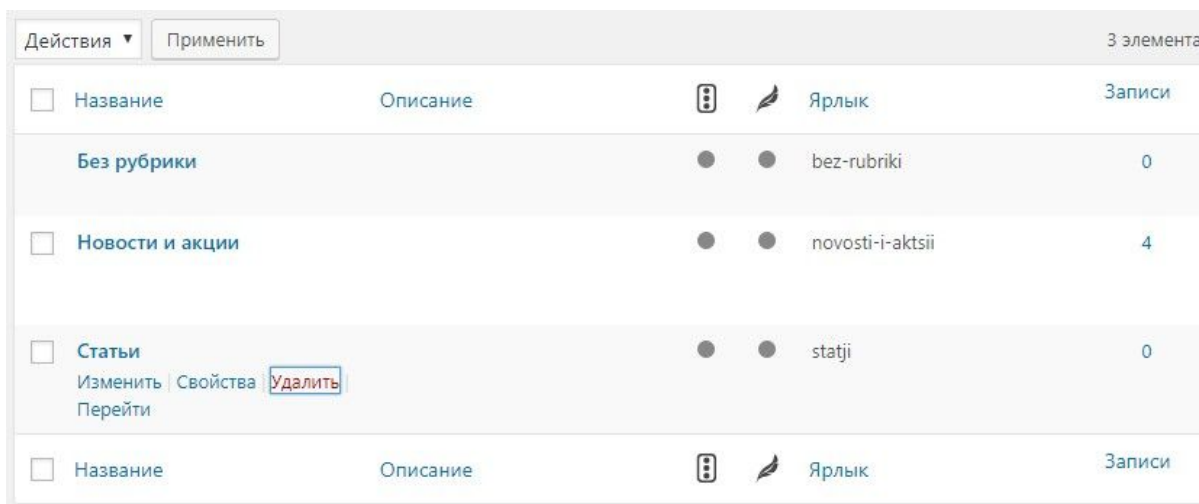 Действия Применить 3 элемента
Название Описание Ярлык Записи
Без рубрики bez-rubriki 0
Новости и акции novosti-i-aktsii 4
Статьи statji 0
Изменить | Свойства | Удалить |
Перейти
Название Описание Ярлык Записи